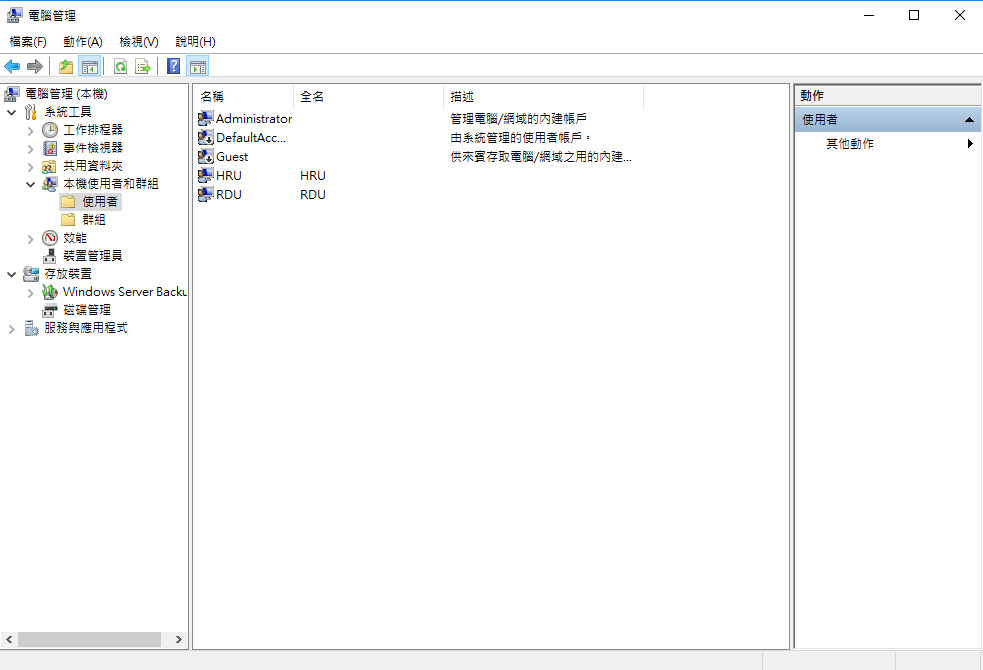 電腦管理
檔案(F) 動作(A) 檢視(V) 說明(H)
電腦管理 (本機)
系統工具
工作排程器
事件檢視器
共用資料夾
本機使用者和群組
使用者
群組
效能
裝置管理員
存放裝置
Windows Server Backu
磁碟管理
服務與應用程式
名稱 全名 描述
Administrator 管理電腦/網域的內建帳戶
DefaultAcc... 由系統管理的使用者帳戶。
Guest 供來賓存取電腦/網域之用的內建...
HRU HRU
RDU RDU
動作
使用者
其他動作